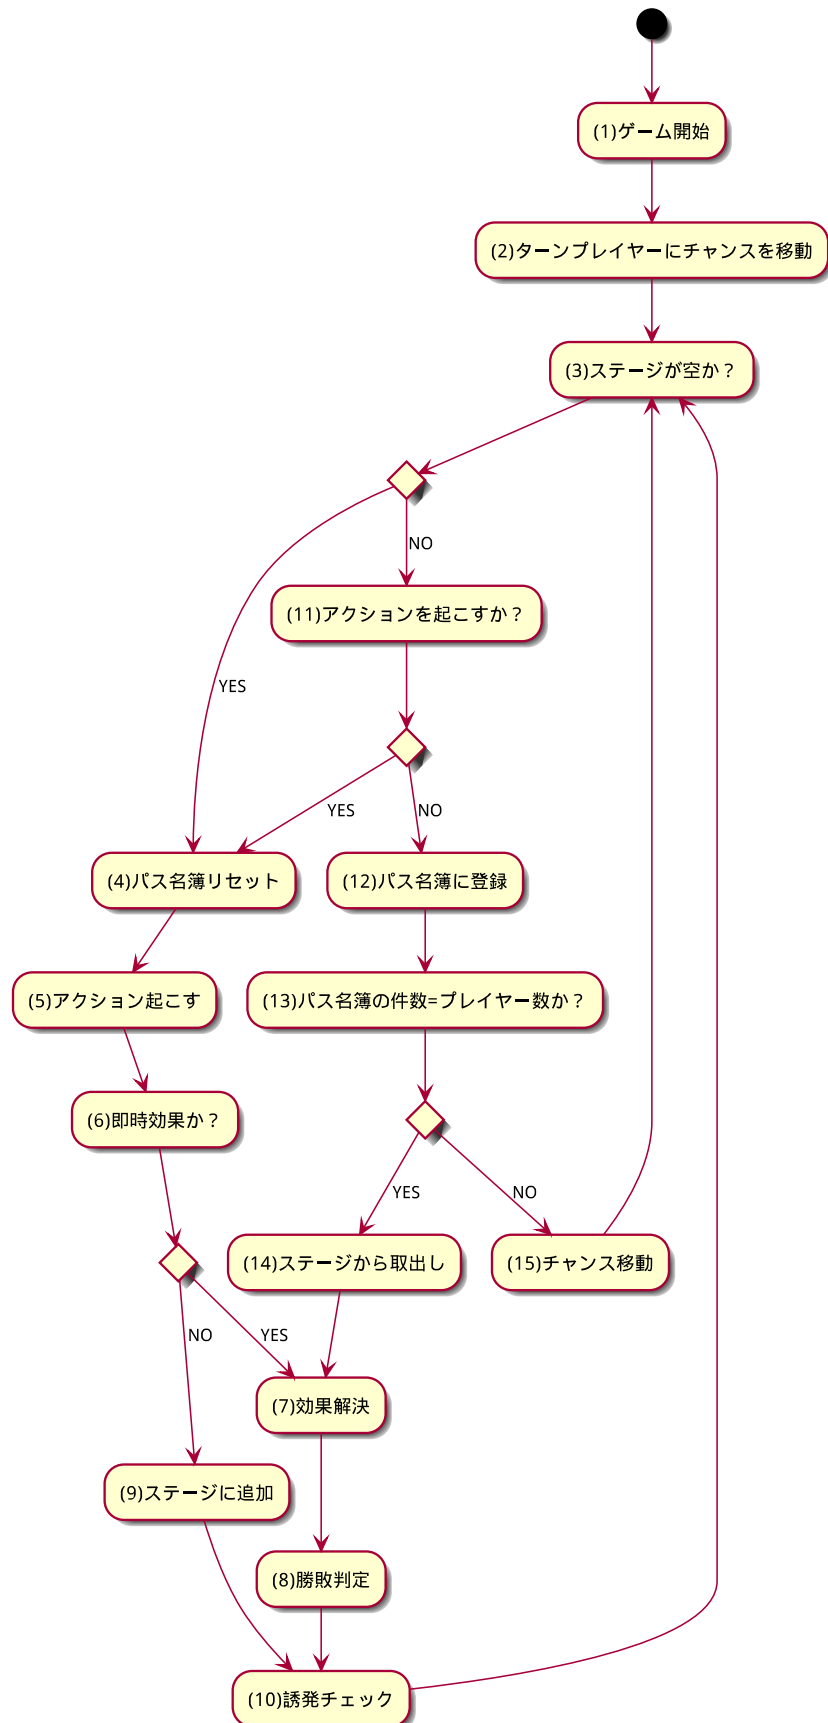 (1)ゲーム開始
(2)ターンプレイヤーにチャンスを移動
(3)ステージが空か？
NO
(11)アクションを起こすか？
YES
YES
NO
(4)パス名簿リセット
(12)パス名簿に登録
(5)アクション起こす
(13)パス名簿の件数=プレイヤー数か？
(6)即時効果か？
YES
NO
(14)ステージから取出し
(15)チャンス移動
NO
YES
(7)効果解決
(9)ステージに追加
(8)勝敗判定
(10)誘発チェック